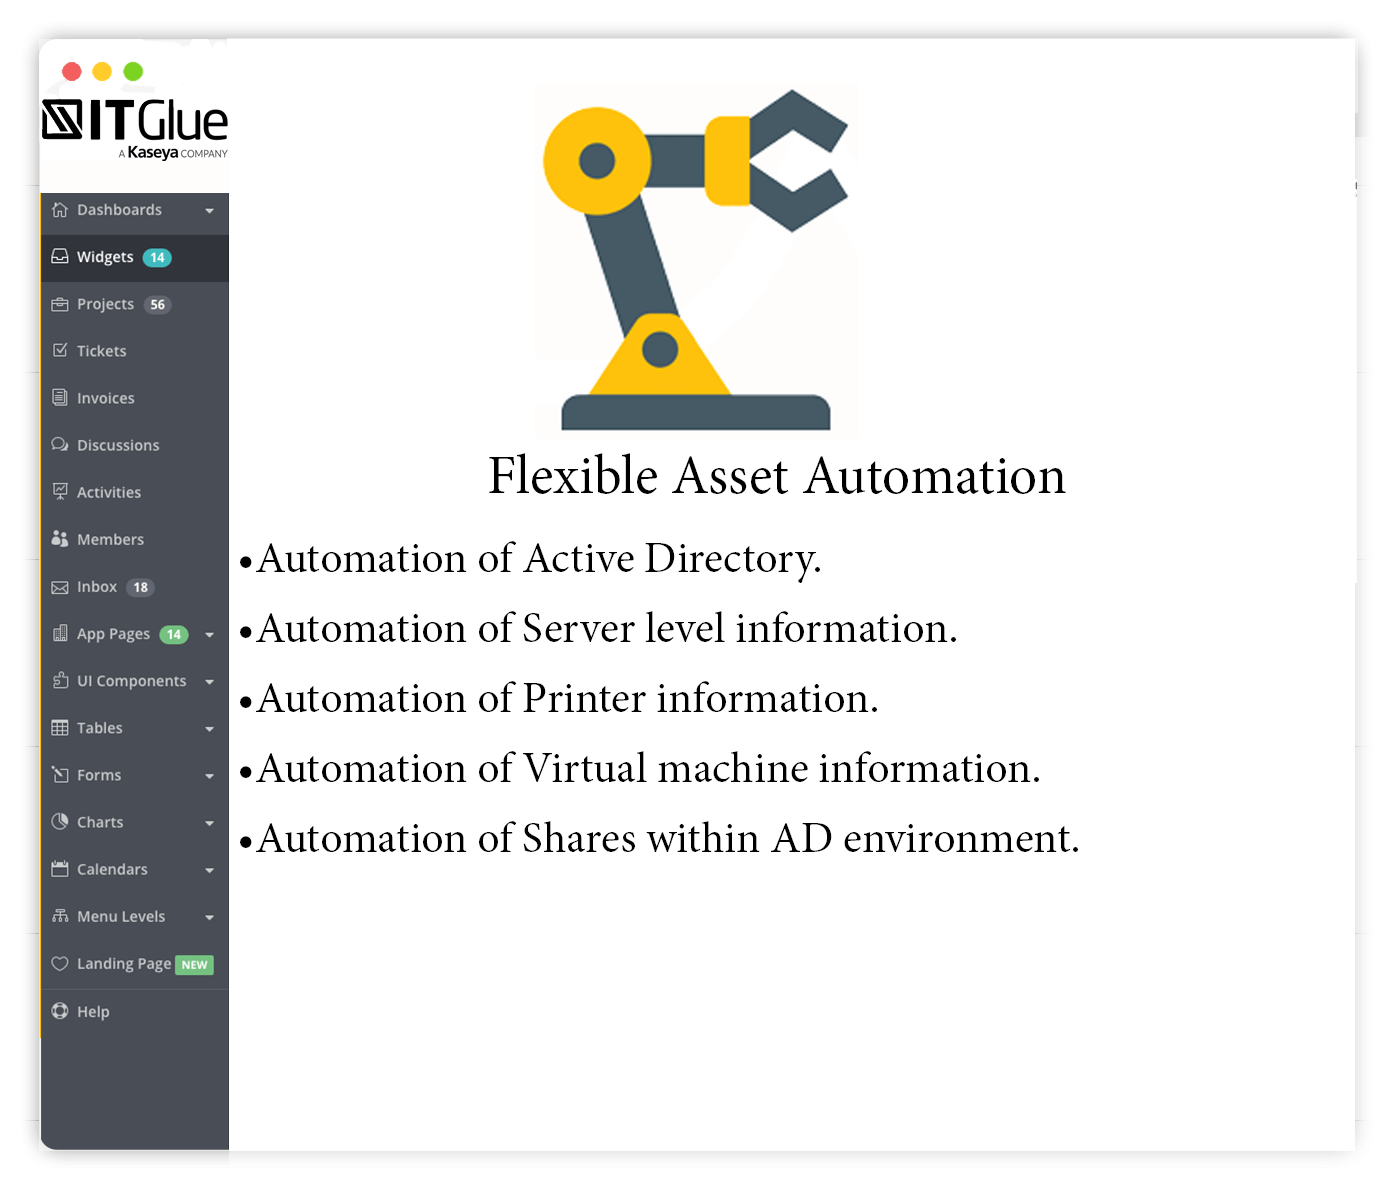 ITGlue
A Kaseya COMPANY
Dashboards
Widgets 14
Projects 56
Tickets
Invoices
Discussions
Activities
Members
Inbox 18
App Pages 14
UI Components
Tables
Forms
Charts
Calendars
Menu Levels
Landing Page NEW
Help
Flexible Asset Automation
•Automation of Active Directory.
•Automation of Server level information.
•Automation of Printer information.
•Automation of Virtual machine information.
•Automation of Shares within AD environment.